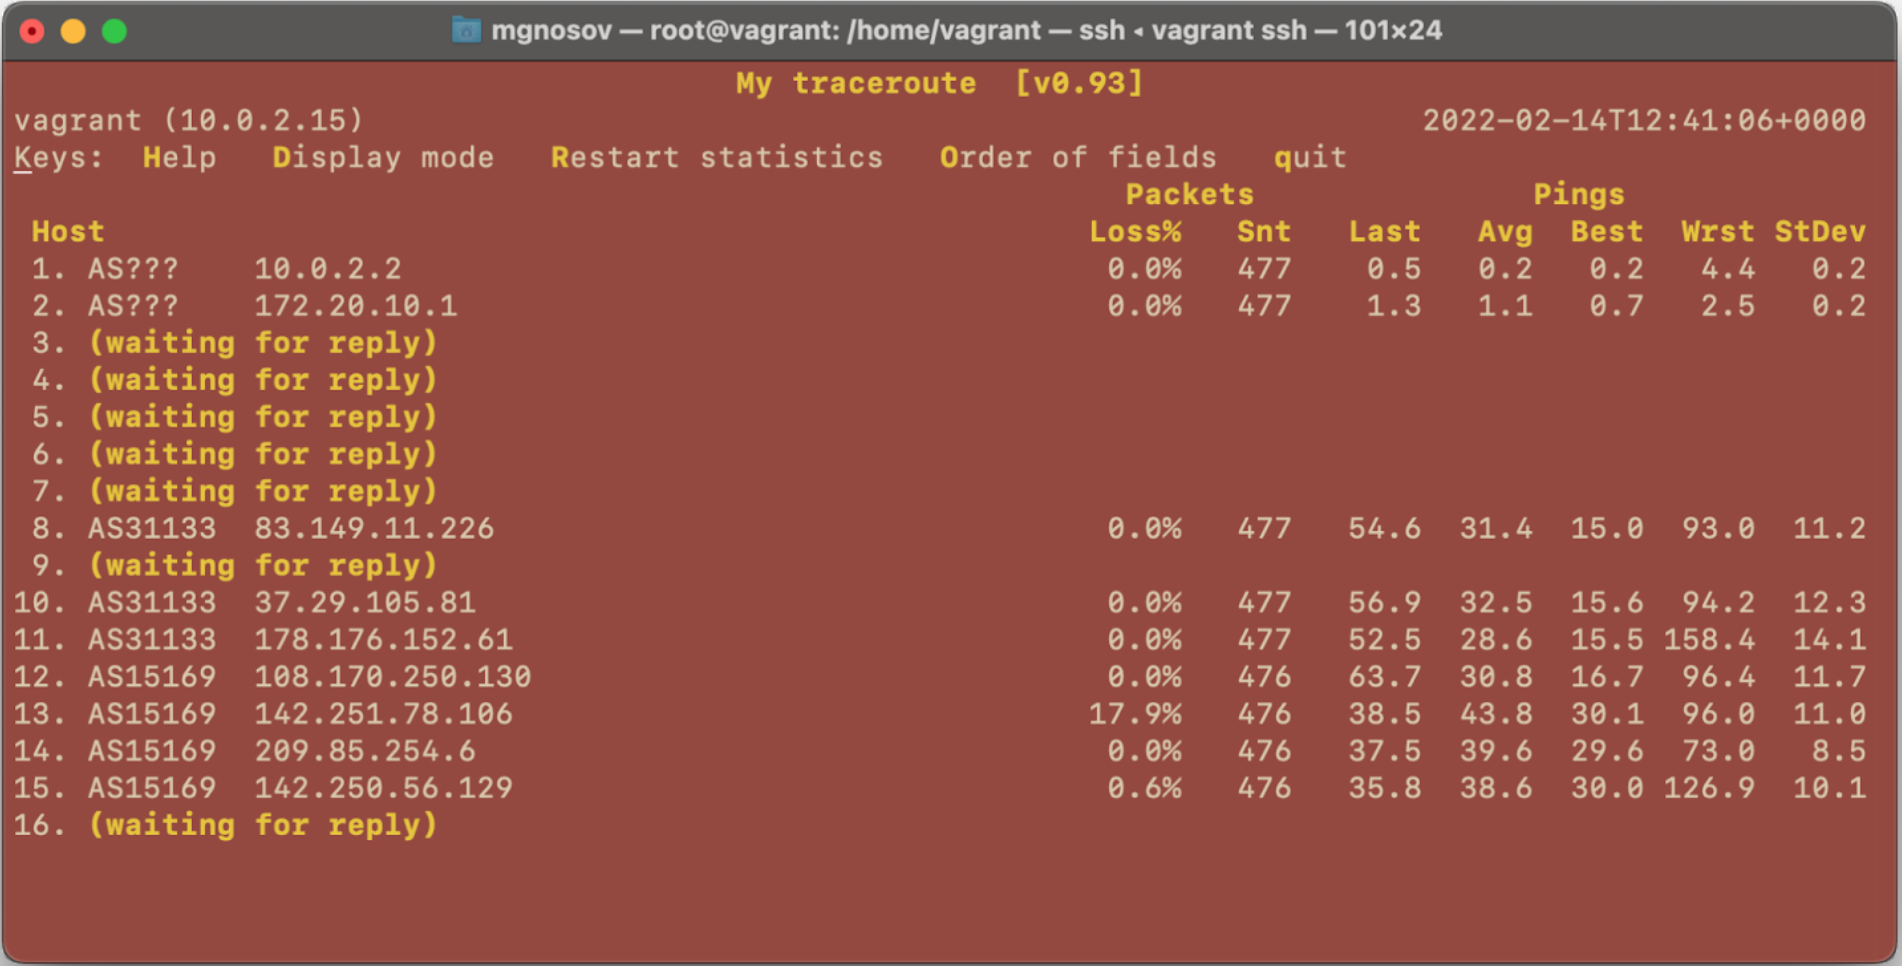 mgnosov — root@vagrant: /home/vagrant — ssh ◂ vagrant ssh — 101×24
My traceroute  [v0.93]
vagrant (10.0.2.15)    2022-02-14T12:41:06+0000
Keys:  Help   Display mode   Restart statistics   Order of fields   quit
Packets    Pings
Host    Loss%   Snt   Last   Avg  Best  Wrst StDev
1. AS???    10.0.2.2    0.0%   477    0.5   0.2   0.2   4.4   0.2
2. AS???    172.20.10.1    0.0%   477    1.3   1.1   0.7   2.5   0.2
3. (waiting for reply)
4. (waiting for reply)
5. (waiting for reply)
6. (waiting for reply)
7. (waiting for reply)
8. AS31133  83.149.11.226    0.0%   477   54.6  31.4  15.0  93.0  11.2
9. (waiting for reply)
10. AS31133  37.29.105.81    0.0%   477   56.9  32.5  15.6  94.2  12.3
11. AS31133  178.176.152.61    0.0%   477   52.5  28.6  15.5 158.4  14.1
12. AS15169  108.170.250.130    0.0%   476   63.7  30.8  16.7  96.4  11.7
13. AS15169  142.251.78.106    17.9%   476   38.5  43.8  30.1  96.0  11.0
14. AS15169  209.85.254.6    0.0%   476   37.5  39.6  29.6  73.0   8.5
15. AS15169  142.250.56.129    0.6%   476   35.8  38.6  30.0 126.9  10.1
16. (waiting for reply)